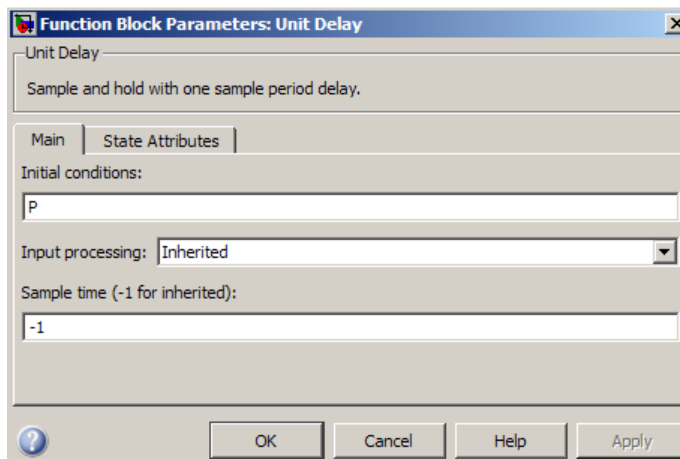 Function Block Parameters: Unit Delay
Unit Delay
Sample and hold with one sample period delay.
Main State Attributes
Initial conditions:
P
Input processing: Inherited
Sample time (-1 for inherited):
-1
OK Cancel Help Apply